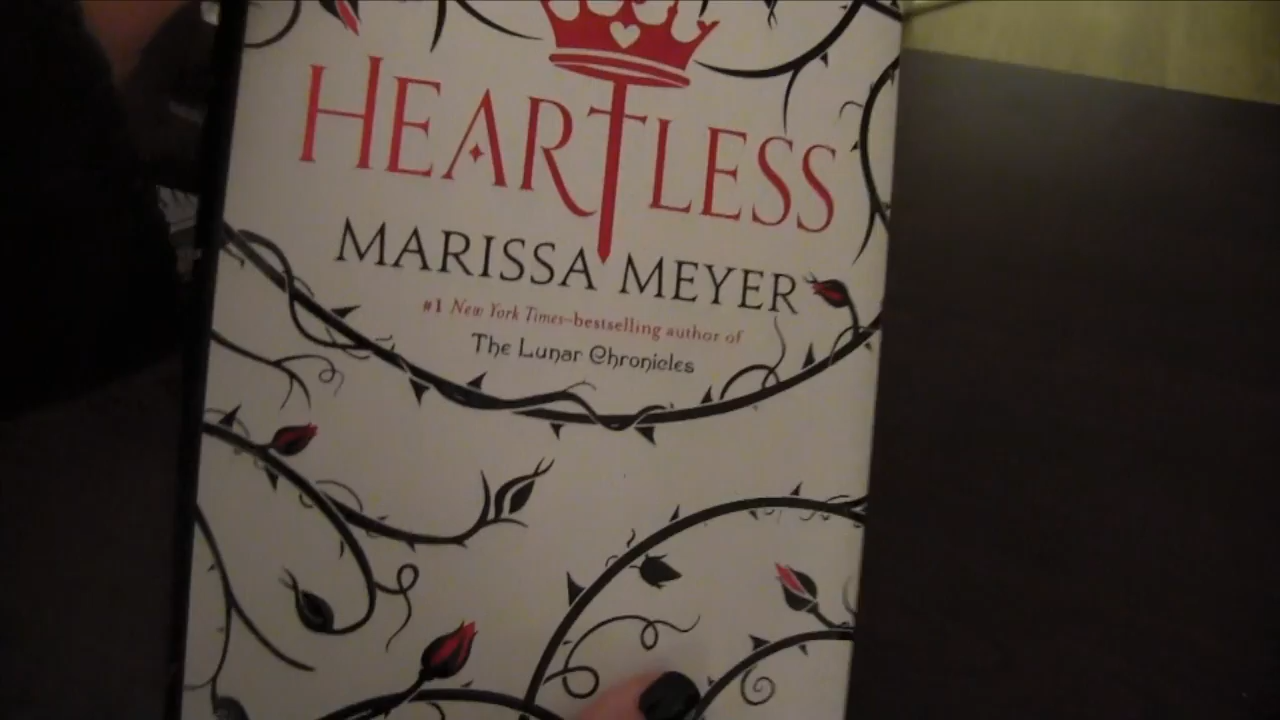 HEARTLESS
MARISSA MEYER
#1 New York Times–bestselling author of
The Lunar Chronicles